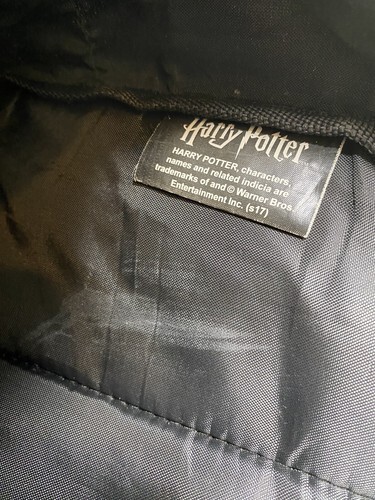 Harry Potter
HARRY POTTER, characters,
names and related indicia are
trademarks of and © Warner Bros.
Entertainment Inc. (s17)